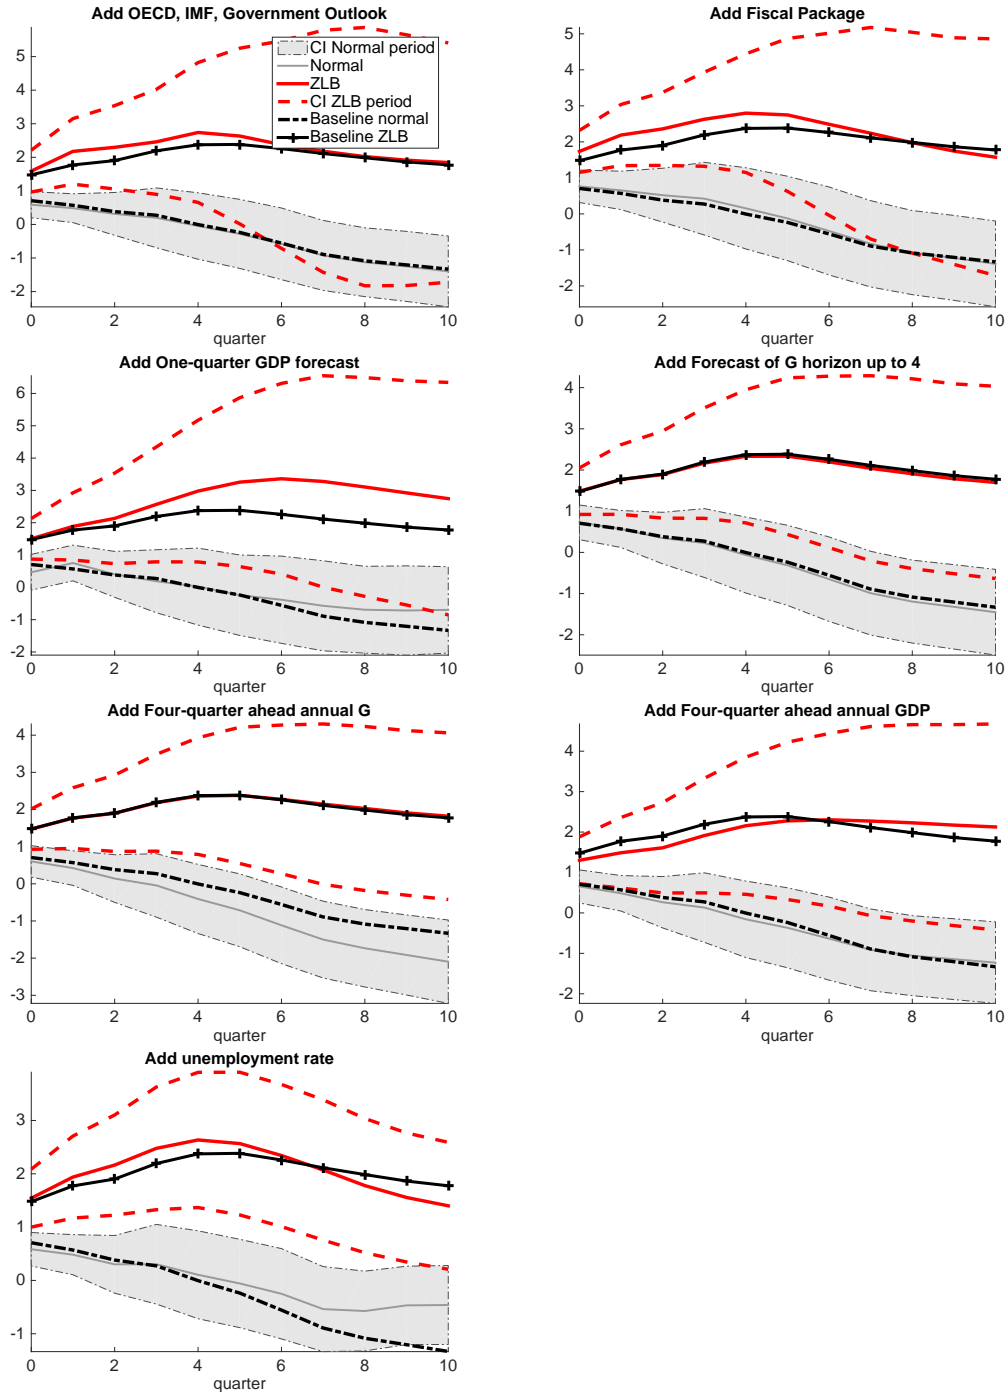 Add OECD, IMF, Government Outlook
5
4
3
2
1
0
-1
-2
0 2 4 6 8 10
quarter
CI Normal period
Normal
ZLB
CI ZLB period
Baseline normal
Baseline ZLB
Add Fiscal Package
5
4
3
2
1
0
-1
-2
0 2 4 6 8 10
quarter
Add One-quarter GDP forecast
6
5
4
3
2
1
0
-1
-2
0 2 4 6 8 10
quarter
Add Forecast of G horizon up to 4
4
3
2
1
0
-1
-2
0 2 4 6 8 10
quarter
Add Four-quarter ahead annual G
4
3
2
1
0
-1
-2
-3
0 2 4 6 8 10
quarter
Add Four-quarter ahead annual GDP
4
3
2
1
0
-1
-2
0 2 4 6 8 10
quarter
Add unemployment rate
3
2
1
0
-1
0 2 4 6 8 10
quarter